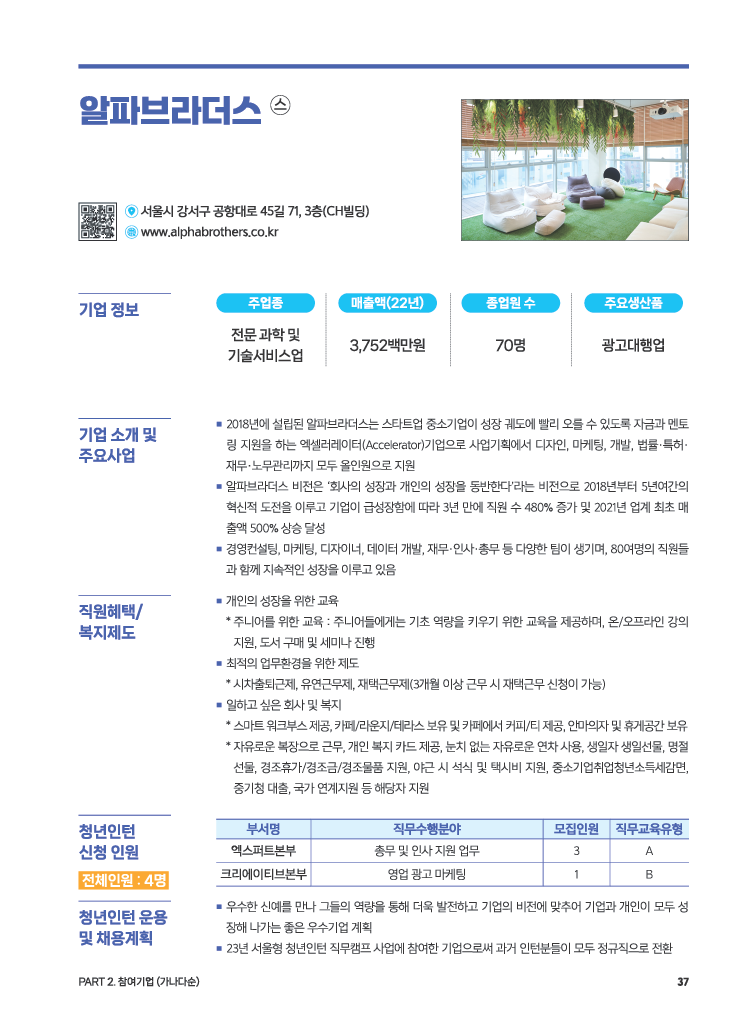 알파브라더스 ㉦
서울시 강서구 공항대로 45길 71, 3층(CH빌딩)
www.alphabrothers.co.kr
기업 정보
주업종
매출액(22년)
종업원 수
주요생산품
전문 과학 및
기술서비스업
3,752백만원
70명
광고대행업
기업 소개 및
주요사업
■ 2018년에 설립된 알파브라더스는 스타트업 중소기업이 성장 궤도에 빨리 오를 수 있도록 자금과 멘토
링 지원을 하는 엑셀러레이터(Accelerator)기업으로 사업기획에서 디자인, 마케팅, 개발, 법률·특허·
재무·노무관리까지 모두 올인원으로 지원
■ 알파브라더스 비전은 ‘회사의 성장과 개인의 성장을 동반한다’라는 비전으로 2018년부터 5년여간의
혁신적 도전을 이루고 기업이 급성장함에 따라 3년 만에 직원 수 480% 증가 및 2021년 업계 최초 매
출액 500% 상승 달성
■ 경영컨설팅, 마케팅, 디자이너, 데이터 개발, 재무·인사·총무 등 다양한 팀이 생기며, 80여명의 직원들
과 함께 지속적인 성장을 이루고 있음
직원혜택/
복지제도
■ 개인의 성장을 위한 교육
* 주니어를 위한 교육 : 주니어들에게는 기초 역량을 키우기 위한 교육을 제공하며, 온/오프라인 강의
지원, 도서 구매 및 세미나 진행
■ 최적의 업무환경을 위한 제도
* 시차출퇴근제, 유연근무제, 재택근무제(3개월 이상 근무 시 재택근무 신청이 가능)
■ 일하고 싶은 회사 및 복지
* 스마트 워크부스 제공, 카페/라운지/테라스 보유 및 카페에서 커피/티 제공, 안마의자 및 휴게공간 보유
* 자유로운 복장으로 근무, 개인 복지 카드 제공, 눈치 없는 자유로운 연차 사용, 생일자 생일선물, 명절
선물, 경조휴가/경조금/경조물품 지원, 야근 시 석식 및 택시비 지원, 중소기업취업청년소득세감면,
중기청 대출, 국가 연계지원 등 해당자 지원
청년인턴
신청 인원
전체인원 : 4명
부서명 직무수행분야 모집인원 직무교육유형
엑스퍼트본부 총무 및 인사 지원 업무 3 A
크리에이티브본부 영업 광고 마케팅 1 B
청년인턴 운용
및 채용계획
■ 우수한 신예를 만나 그들의 역량을 통해 더욱 발전하고 기업의 비전에 맞추어 기업과 개인이 모두 성
장해 나가는 좋은 우수기업 계획
■ 23년 서울형 청년인턴 직무캠프 사업에 참여한 기업으로써 과거 인턴분들이 모두 정규직으로 전환
PART 2. 참여기업 (가나다순)
37